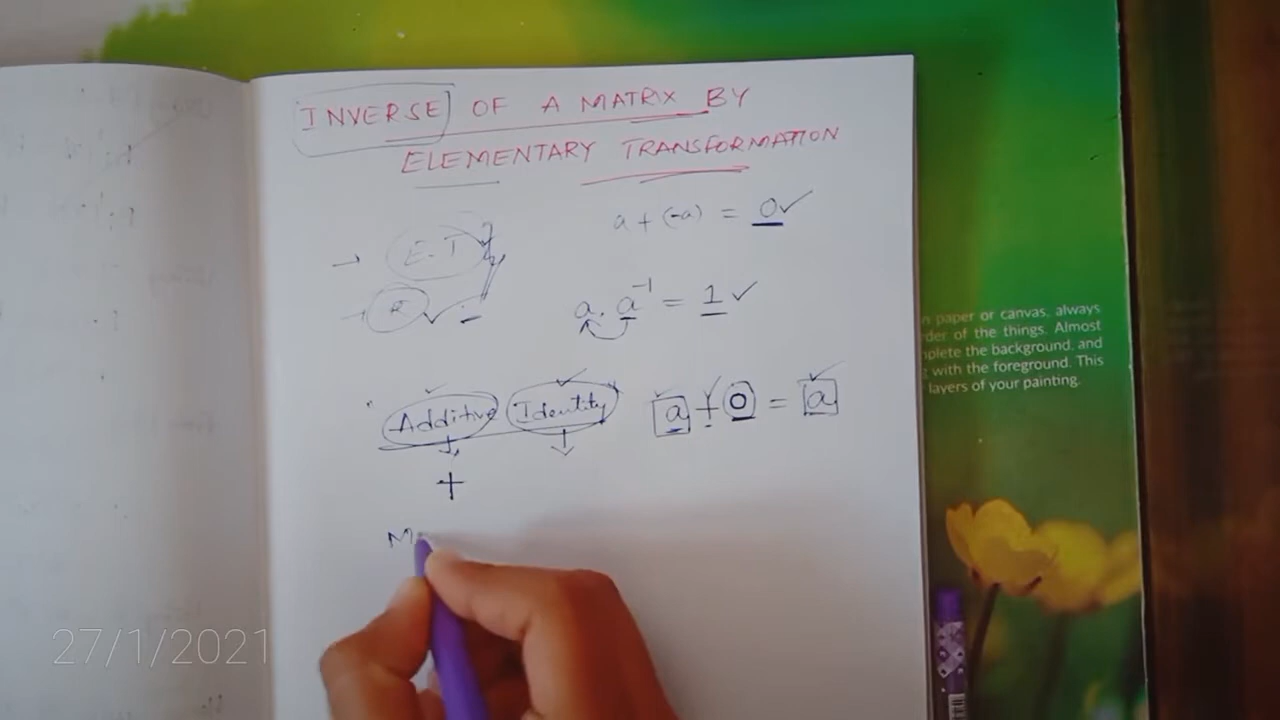 INVERSE OF A MATRIX BY
ELEMENTARY TRANSFORMATION
a + (-a) = 0 ✓
→ E.T
→ R ✓
a . a⁻¹ = 1 ✓
Additive Identity a + 0 = a
+
paper or canvas, always
der of the things. Almost
plete the background, and
with the foreground. This
layers of your painting.
27/1/2021